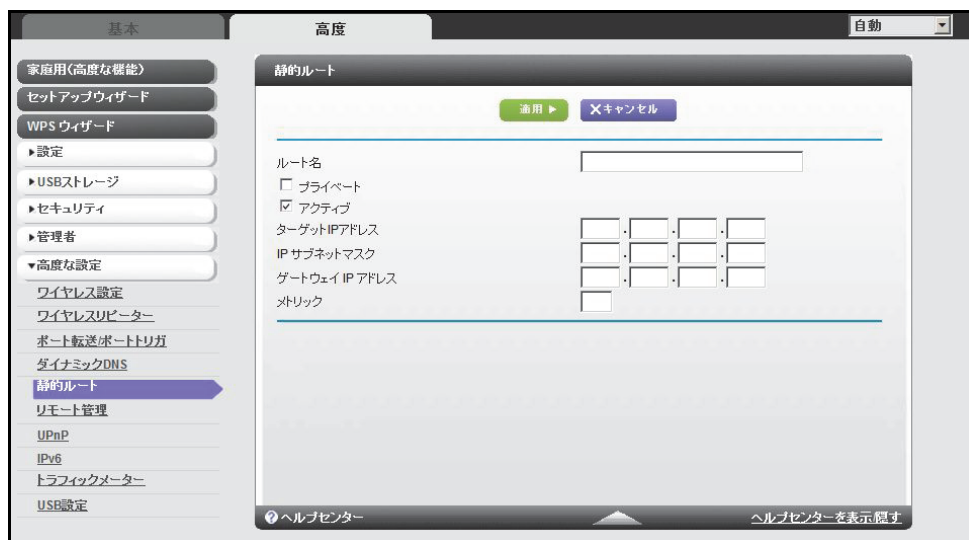 基本
高度
自動
家庭用(高度な機能)
セットアップウィザード
WPS ウィザード
▶設定
▶USBストレージ
▶セキュリティ
▶管理者
▼高度な設定
ワイヤレス設定
ワイヤレスリピーター
ポート転送/ポートトリガ
ダイナミックDNS
静的ルート
リモート管理
UPnP
IPv6
トラフィックメーター
USB設定
静的ルート
適用 ▶
Xキャンセル
ルート名
プライベート
アクティブ
ターゲットIPアドレス
. . .
IP サブネットマスク
. . .
ゲートウェイ IP アドレス
. . .
メトリック
? ヘルプセンター
ヘルプセンターを表示/隠す